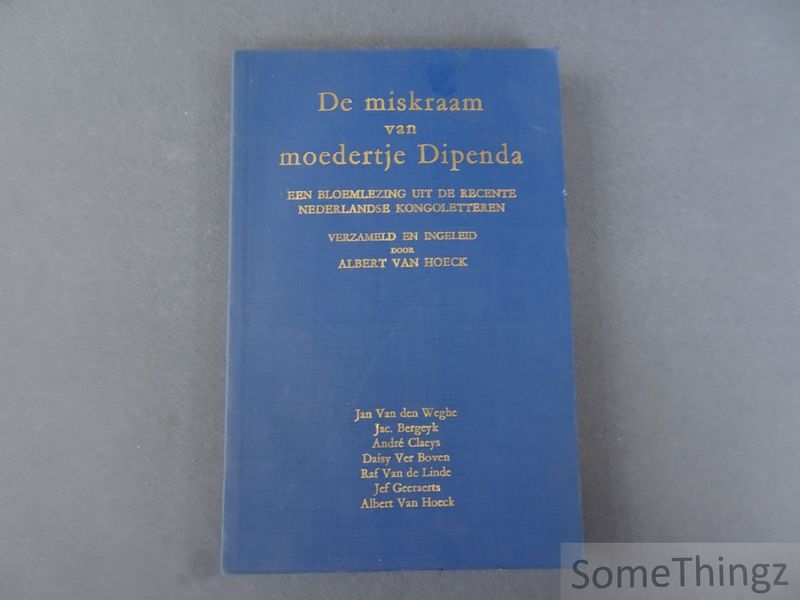 De miskraam
van
moedertje Dipenda
EEN BLOEMLEZING UIT DE RECENTE
NEDERLANDSE KONGOLETTEREN
VERZAMELD EN INGELEID
DOOR
ALBERT VAN HOECK
Jan Van den Weghe
Jac. Bergeyk
André Claeys
Daisy Ver Boven
Raf Van de Linde
Jef Geeraerts
Albert Van Hoeck
SomeThingz